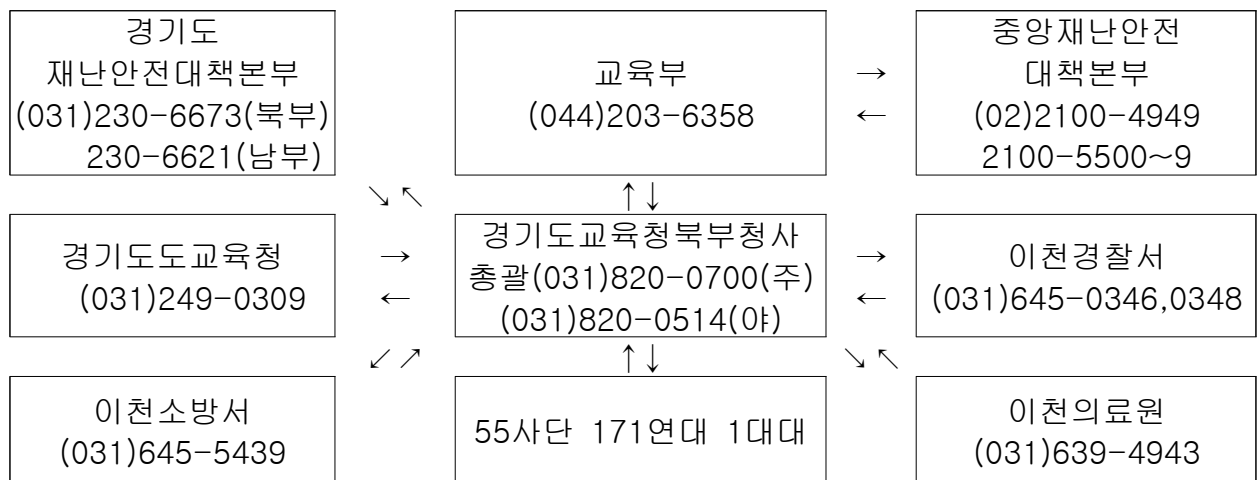 경기도
재난안전대책본부
(031)230-6673(북부)
230-6621(남부)
교육부
(044)203-6358
→
←
중앙재난안전
대책본부
(02)2100-4949
2100-5500~9
↘↖
↑↓
경기도도교육청
(031)249-0309
→
←
경기도교육청북부청사
총괄(031)820-0700(주)
(031)820-0514(야)
→
←
이천경찰서
(031)645-0346,0348
↙↗
↑↓
↘↖
이천소방서
(031)645-5439
55사단 171연대 1대대
이천의료원
(031)639-4943